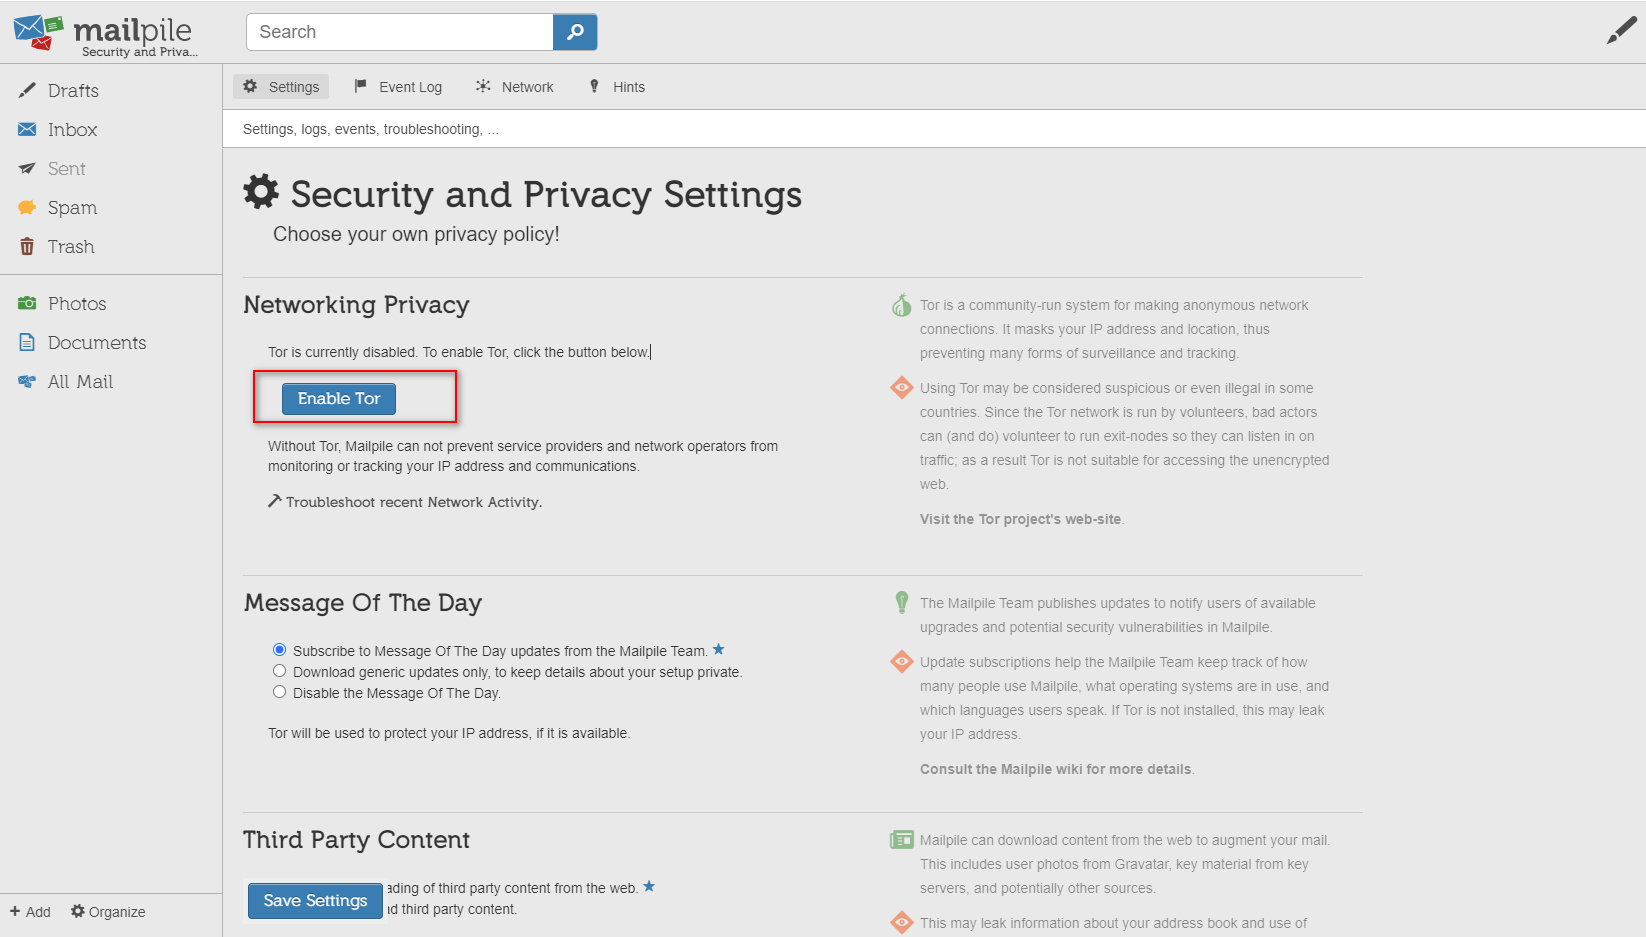 mailpile
Security and Priva...
Search
Drafts
Inbox
Sent
Spam
Trash
Photos
Documents
All Mail
+ Add
Organize
Settings
Event Log
Network
Hints
Settings, logs, events, troubleshooting, ...
Security and Privacy Settings
Choose your own privacy policy!
Networking Privacy
Tor is currently disabled. To enable Tor, click the button below.
Enable Tor
Without Tor, Mailpile can not prevent service providers and network operators from
monitoring or tracking your IP address and communications.
Troubleshoot recent Network Activity.
Tor is a community-run system for making anonymous network
connections. It masks your IP address and location, thus
preventing many forms of surveillance and tracking.
Using Tor may be considered suspicious or even illegal in some
countries. Since the Tor network is run by volunteers, bad actors
can (and do) volunteer to run exit-nodes so they can listen in on
traffic; as a result Tor is not suitable for accessing the unencrypted
web.
Visit the Tor project's web-site.
Message Of The Day
Subscribe to Message Of The Day updates from the Mailpile Team.
Download generic updates only, to keep details about your setup private.
Disable the Message Of The Day.
Tor will be used to protect your IP address, if it is available.
The Mailpile Team publishes updates to notify users of available
upgrades and potential security vulnerabilities in Mailpile.
Update subscriptions help the Mailpile Team keep track of how
many people use Mailpile, what operating systems are in use, and
which languages users speak. If Tor is not installed, this may leak
your IP address.
Consult the Mailpile wiki for more details.
Third Party Content
ading of third party content from the web.
d third party content.
Save Settings
Mailpile can download content from the web to augment your mail.
This includes user photos from Gravatar, key material from key
servers, and potentially other sources.
This may leak information about your address book and use of